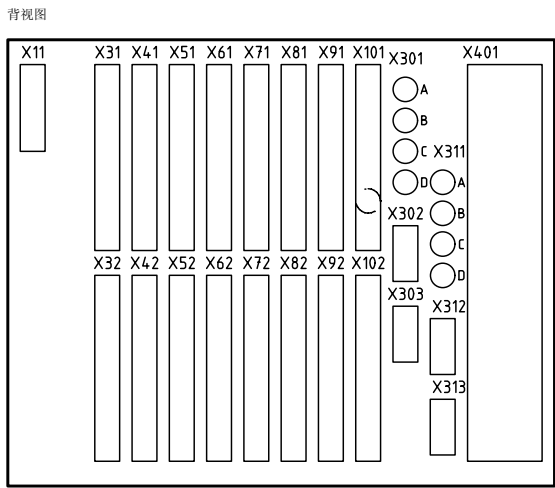 背视图
X11 X31 X41 X51 X61 X71 X81 X91 X101 X301 X401
A
B
C X311
D A
X302 B
C
X32 X42 X52 X62 X72 X82 X92 X102 D
X303 X312
X313